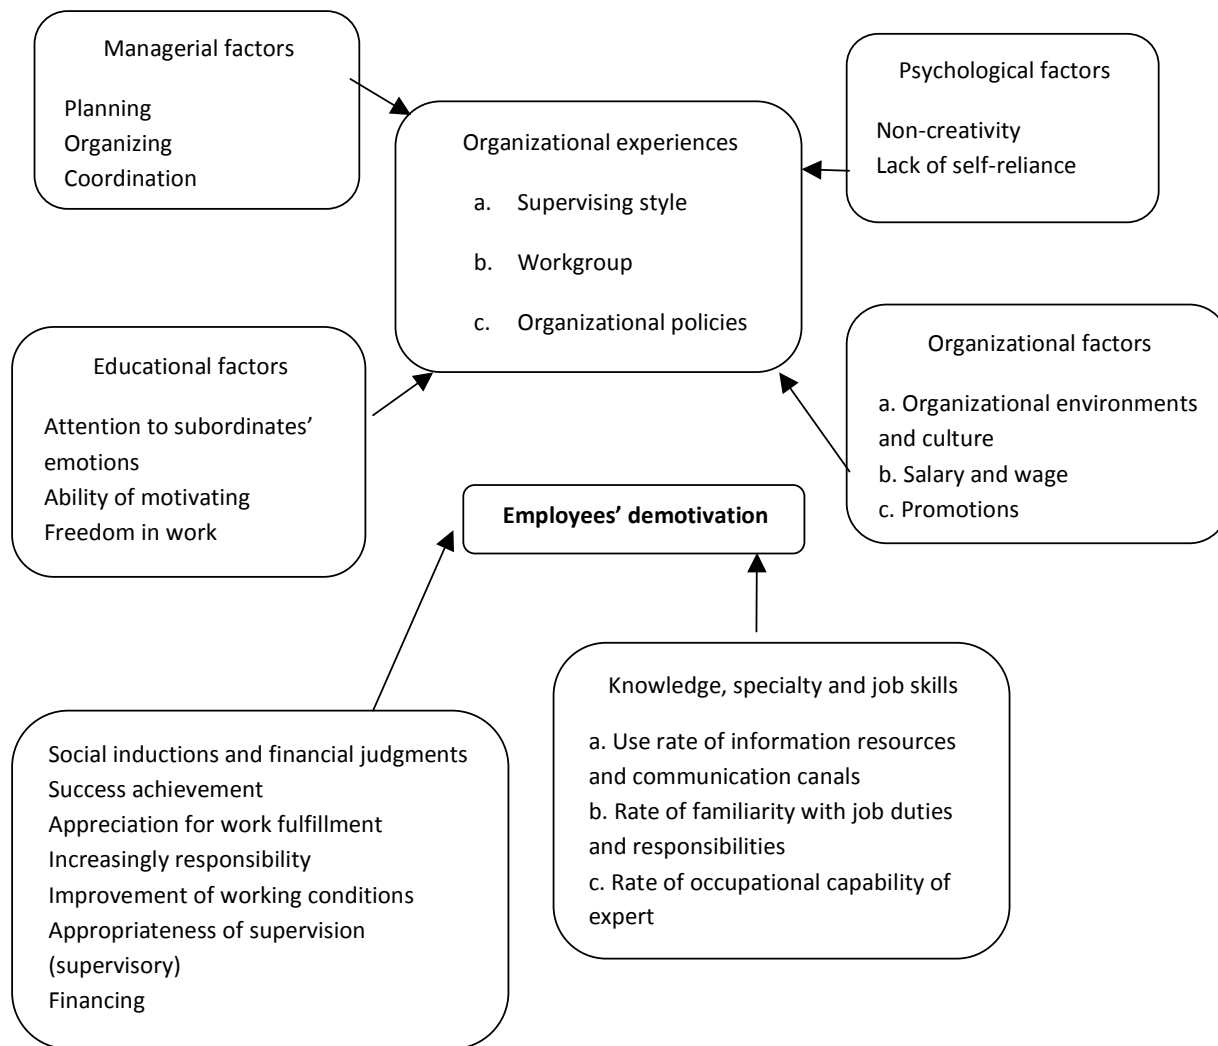 Managerial factors
Planning
Organizing
Coordination
Psychological factors
Non-creativity
Lack of self-reliance
Organizational experiences
a. Supervising style
b. Workgroup
c. Organizational policies
Educational factors
Attention to subordinates’
emotions
Ability of motivating
Freedom in work
Organizational factors
a. Organizational environments
and culture
b. Salary and wage
c. Promotions
Employees’ demotivation
Social inductions and financial judgments
Success achievement
Appreciation for work fulfillment
Increasingly responsibility
Improvement of working conditions
Appropriateness of supervision
(supervisory)
Financing
Knowledge, specialty and job skills
a. Use rate of information resources
and communication canals
b. Rate of familiarity with job duties
and responsibilities
c. Rate of occupational capability of
expert